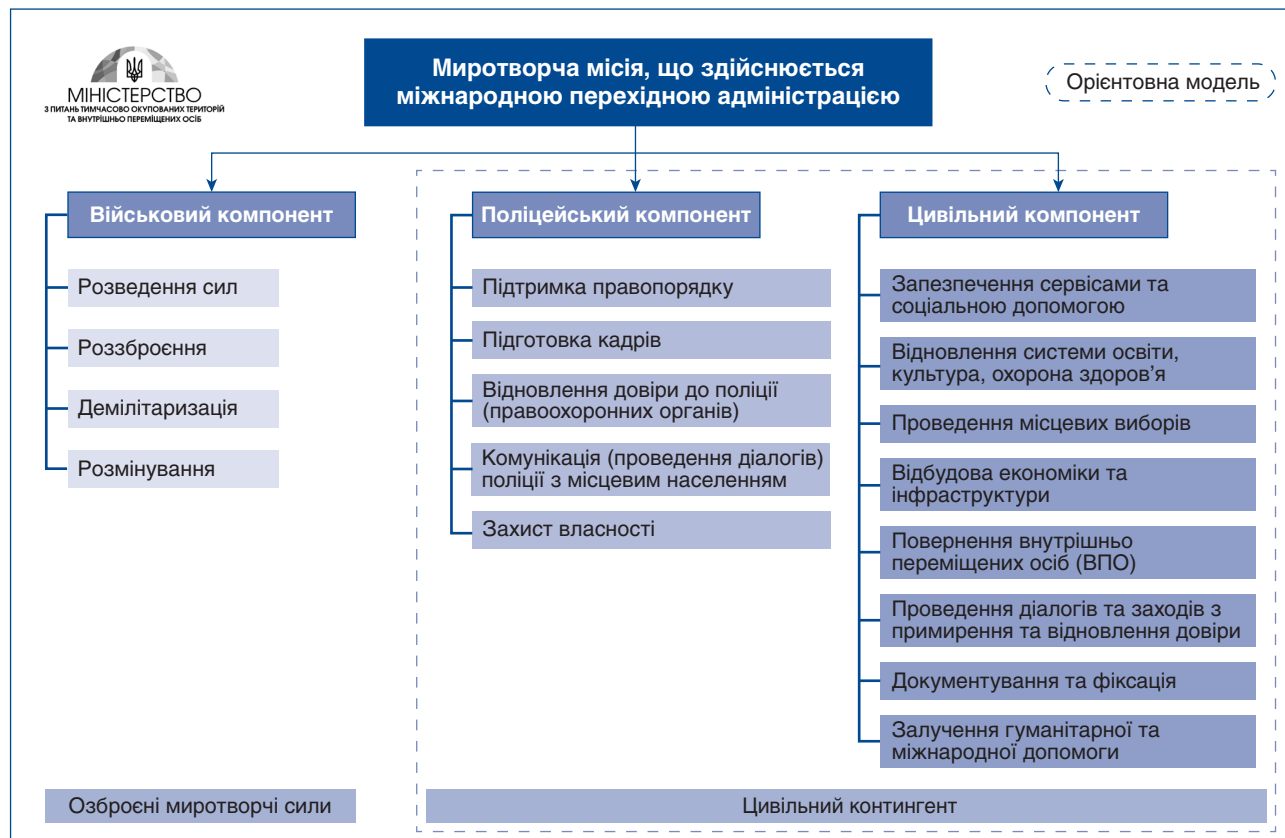 МІНІСТЕРСТВО
З ПИТАНЬ ТИМЧАСОВО ОКУПОВАНИХ ТЕРИТОРІЙ
ТА ВНУТРІШНЬО ПЕРЕМІЩЕНИХ ОСІБ
Миротворча місія, що здійснюється
міжнародною перехідною адміністрацією
Орієнтовна модель
Військовий компонент
Розведення сил
Роззброєння
Демілітаризація
Розмінування
Озброєні миротворчі сили
Поліцейський компонент
Підтримка правопорядку
Підготовка кадрів
Відновлення довіри до поліції
(правоохоронних органів)
Комунікація (проведення діалогів)
поліції з місцевим населенням
Захист власності
Цивільний компонент
Запезпечення сервісами та
соціальною допомогою
Відновлення системи освіти,
культура, охорона здоров’я
Проведення місцевих виборів
Відбудова економіки та
інфраструктури
Повернення внутрішньо
переміщених осіб (ВПО)
Проведення діалогів та заходів з
примирення та відновлення довіри
Документування та фіксація
Залучення гуманітарної та
міжнародної допомоги
Цивільний контингент